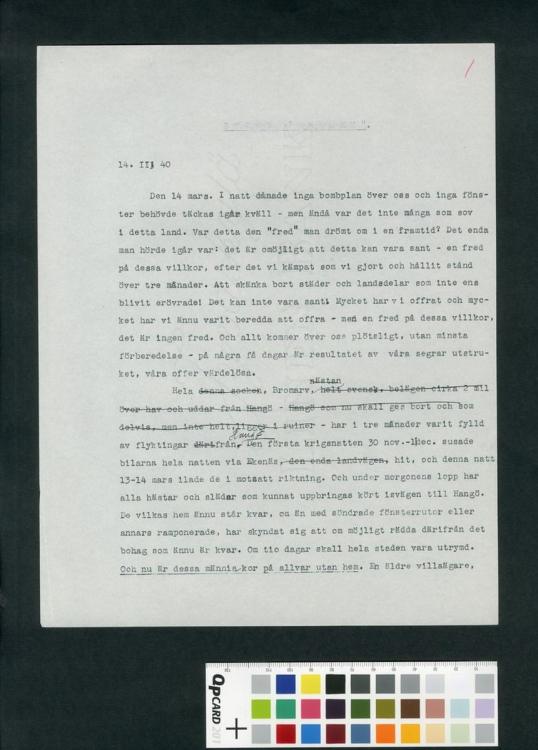 1
14. III 40
Den 14 mars. I natt dånade inga bombplan över oss och inga föns-
ter behövde täckas igår kväll - men ändå var det inte många som sov
i detta land. Var detta den "fred" man drömt om i en framtid? Det enda
man hörde igår var: det är omöjligt att detta kan vara sant - en fred
på dessa villkor, efter det vi kämpat som vi gjort och hållit stånd
över tre månader. Att skänka bort städer och landsdelar som inte ens
blivit erövrade! Det kan inte vara sant! Mycket har vi offrat och myc-
ket har vi ännu varit beredda att offra - men en fred på dessa villkor,
det är ingen fred. Och allt kommer över oss plötsligt, utan minsta
förberedelse - på några få dagar är resultatet av våra segrar utstru-
ket, våra offer värdelösa.
nästan
Hela denna socken, Bromarv, helt svensk, belägen cirka 2 mil
över hav och uddar från Hangö - Hangö som nu skall ges bort och som
delvis, men inte helt ligger i ruiner - har i tre månader varit fylld
Hangö
av flyktingar därifrån. Den första krigsnatten 30 nov.-1 dec. susade
bilarna hela natten via Ekenäs, den enda landvägen, hit, och denna natt
13-14 mars ilade de i motsatt riktning. Och under morgonens lopp har
alla hästar och slädar som kunnat uppbringas kört isvägen till Hangö.
De vilkas hem ännu står kvar, om än med söndrade fönsterrutor eller
annars ramponerade, har skyndat sig att om möjligt rädda därifrån det
bohag som ännu är kvar. Om tio dagar skall hela staden vara utrymd.
Och nu är dessa människor på allvar utan hem. En äldre villaägare,
QPCARD 201